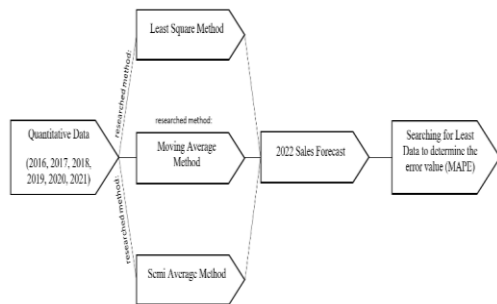 Least Square Method
researched method:
researched method:
Quantitative Data
(2016, 2017, 2018,
2019, 2020, 2021)
Moving Average
Method
2022 Sales Forecast
Searching for Least
Data to determine the
error value (MAPE)
researched method:
Semi Average Method